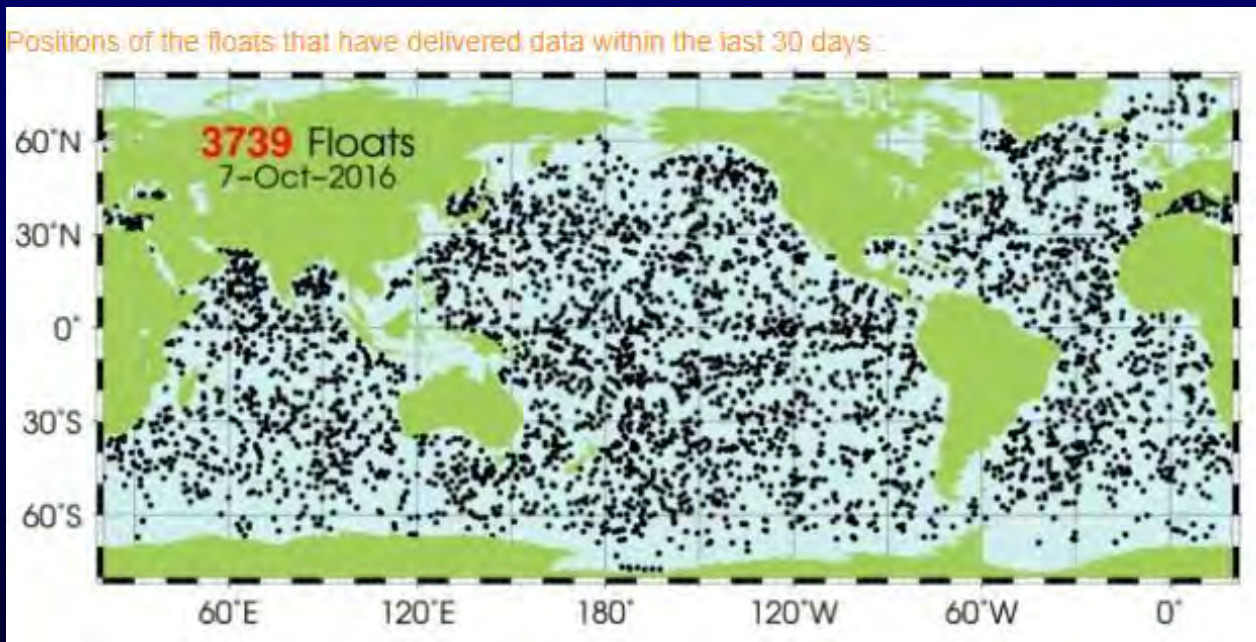 Positions of the floats that have delivered data within the last 30 days :
3739 Floats
7-Oct-2016
60°N
30°N
0°
30°S
60°S
60°E 120°E 180° 120°W 60°W 0°